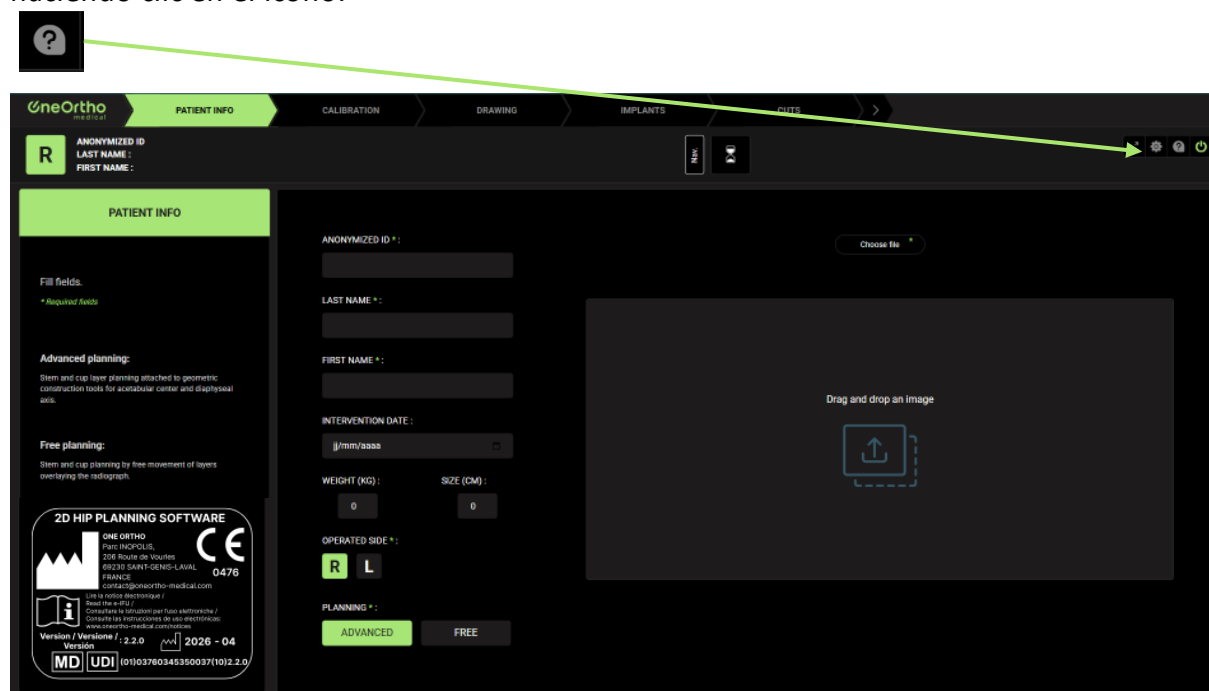 haciendo clic en el icono:
?
OneOrtho
medical
PATIENT INFO
CALIBRATION
DRAWING
IMPLANTS
CUTS
R
ANONYMIZED ID
LAST NAME :
FIRST NAME :
Nav.
PATIENT INFO
Fill fields.
* Required fields
Advanced planning:
Stem and cup layer planning attached to geometric
construction tools for acetabular center and diaphyseal
axis.
Free planning:
Stem and cup planning by free movement of layers
overlaying the radiograph.
2D HIP PLANNING SOFTWARE
ONE ORTHO
Parc INOPOLIS,
206 Route de Vourles
69230 SAINT-GENIS-LAVAL
FRANCE
contact@oneortho-medical.com
CE
0476
Lire la notice électronique /
Read the e-IFU /
Consultare le istruzioni per l'uso elettroniche /
Consulte las instrucciones de uso electrónicas:
www.oneortho-medical.com/notices
Version / Versione / Versión : 2.2.0
2026 - 04
MD UDI (01)03760345350037(10)2.2.0
ANONYMIZED ID * :
LAST NAME * :
FIRST NAME * :
INTERVENTION DATE :
jj/mm/aaaa
WEIGHT (KG) :
SIZE (CM) :
0
0
OPERATED SIDE * :
R
L
PLANNING * :
ADVANCED
FREE
Choose file *
Drag and drop an image